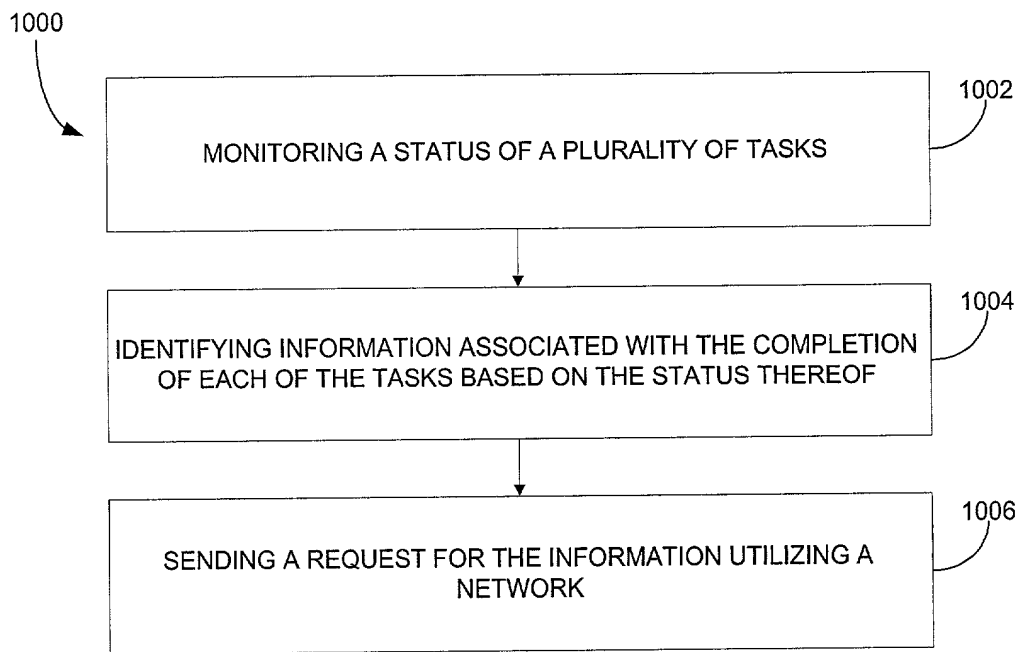 1000
1002
MONITORING A STATUS OF A PLURALITY OF TASKS
1004
IDENTIFYING INFORMATION ASSOCIATED WITH THE COMPLETION
OF EACH OF THE TASKS BASED ON THE STATUS THEREOF
1006
SENDING A REQUEST FOR THE INFORMATION UTILIZING A
NETWORK